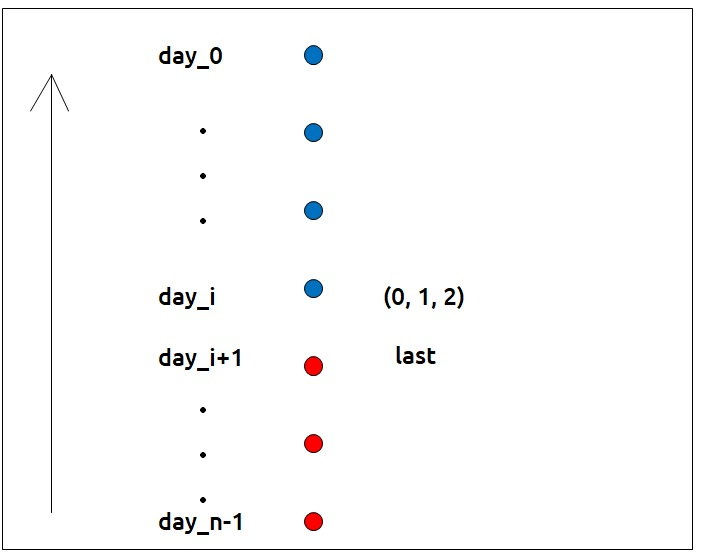 day_0
day_i (0, 1, 2)
day_i+1 last
day_n-1